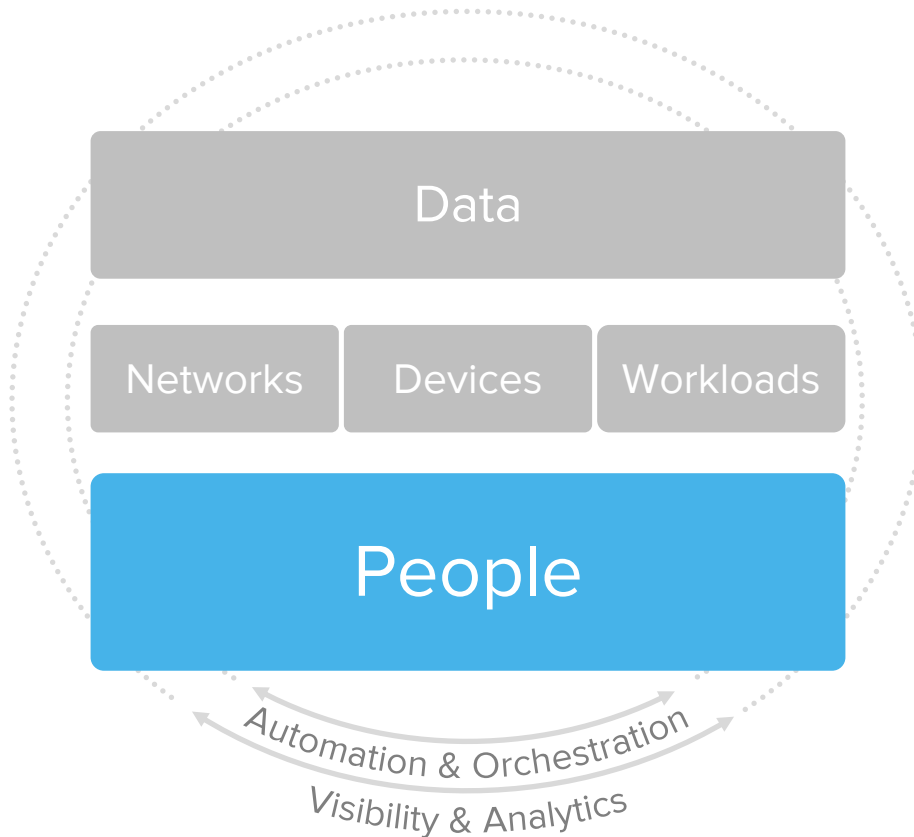 Data
Networks
Devices
Workloads
People
Automation & Orchestration
Visibility & Analytics